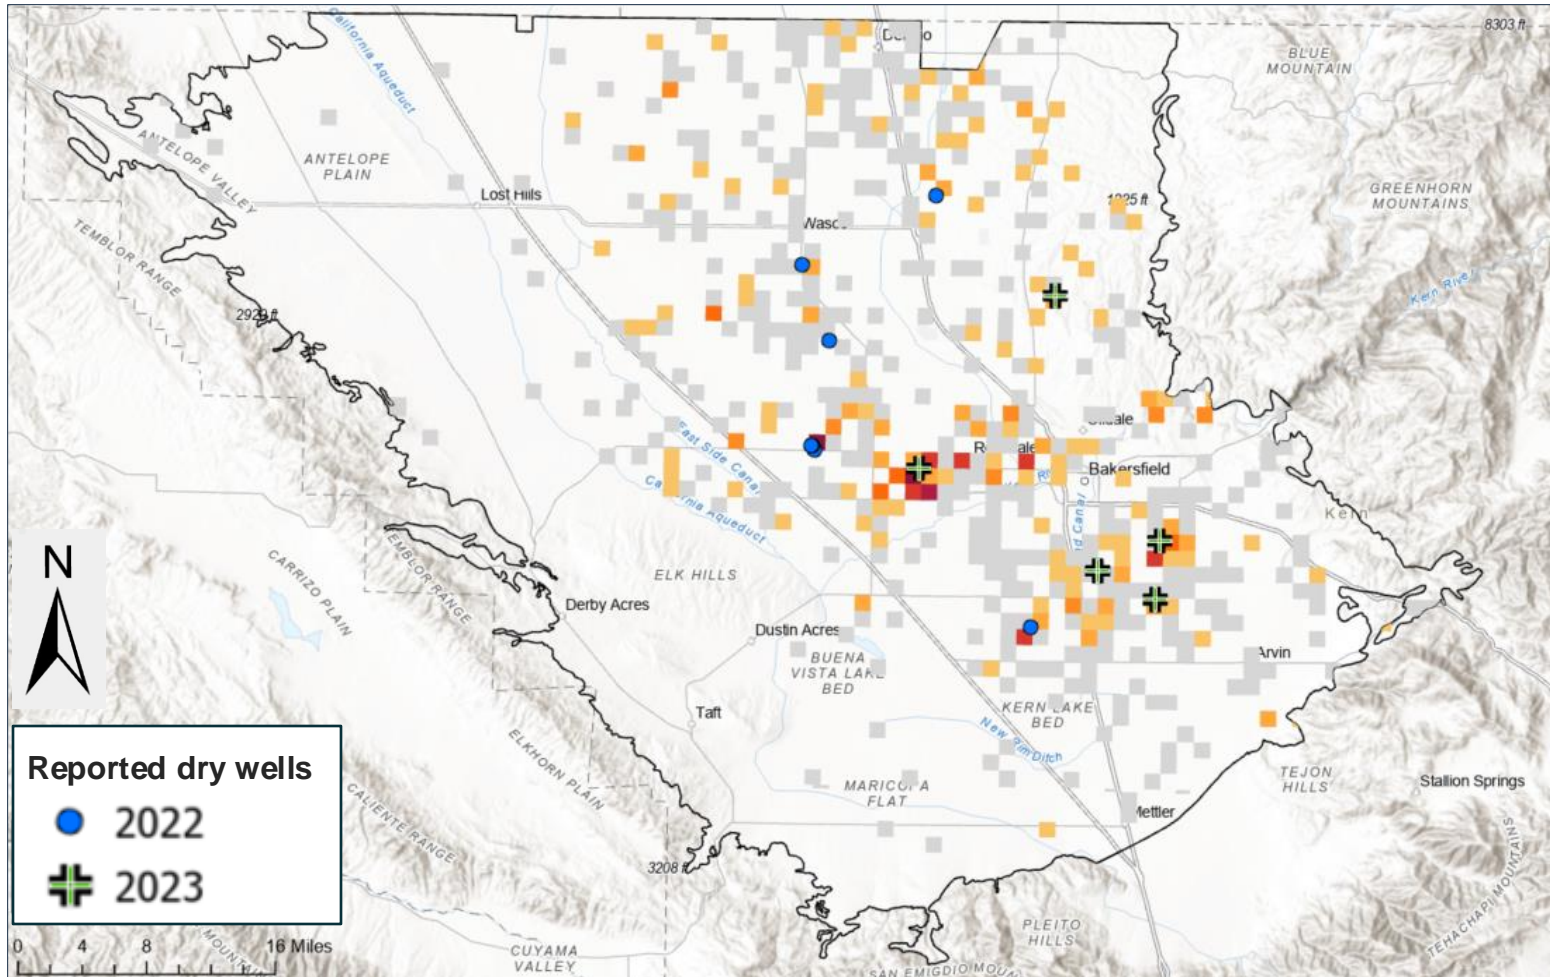 8303 ft
California Aqueduct
BLUE
MOUNTAIN
ANTELOPE VALLEY
ANTELOPE
PLAIN
Lost Hills
GREENHORN
MOUNTAINS
TEMBLOR RANGE
Kern River
East Side Canal
California Aqueduct
Bakersfield
Kern
N
CARRIZO PLAIN
TEMBLOR RANGE
ELK HILLS
Derby Acres
Dustin Acres
BUENA
VISTA LAKE
BED
Arvin
Taft
KERN LAKE
BED
New Rim Ditch
ELKHORN PLAIN
TEJON
HILLS
Stallion Springs
MARICOPA
FLAT
Mettler
CALIENTE RANGE
3208 ft
TEHACHAPI MOUNTAINS
PLEITO
HILLS
CUYAMA
VALLEY
Reported dry wells
2022
2023
0 4 8 16 Miles